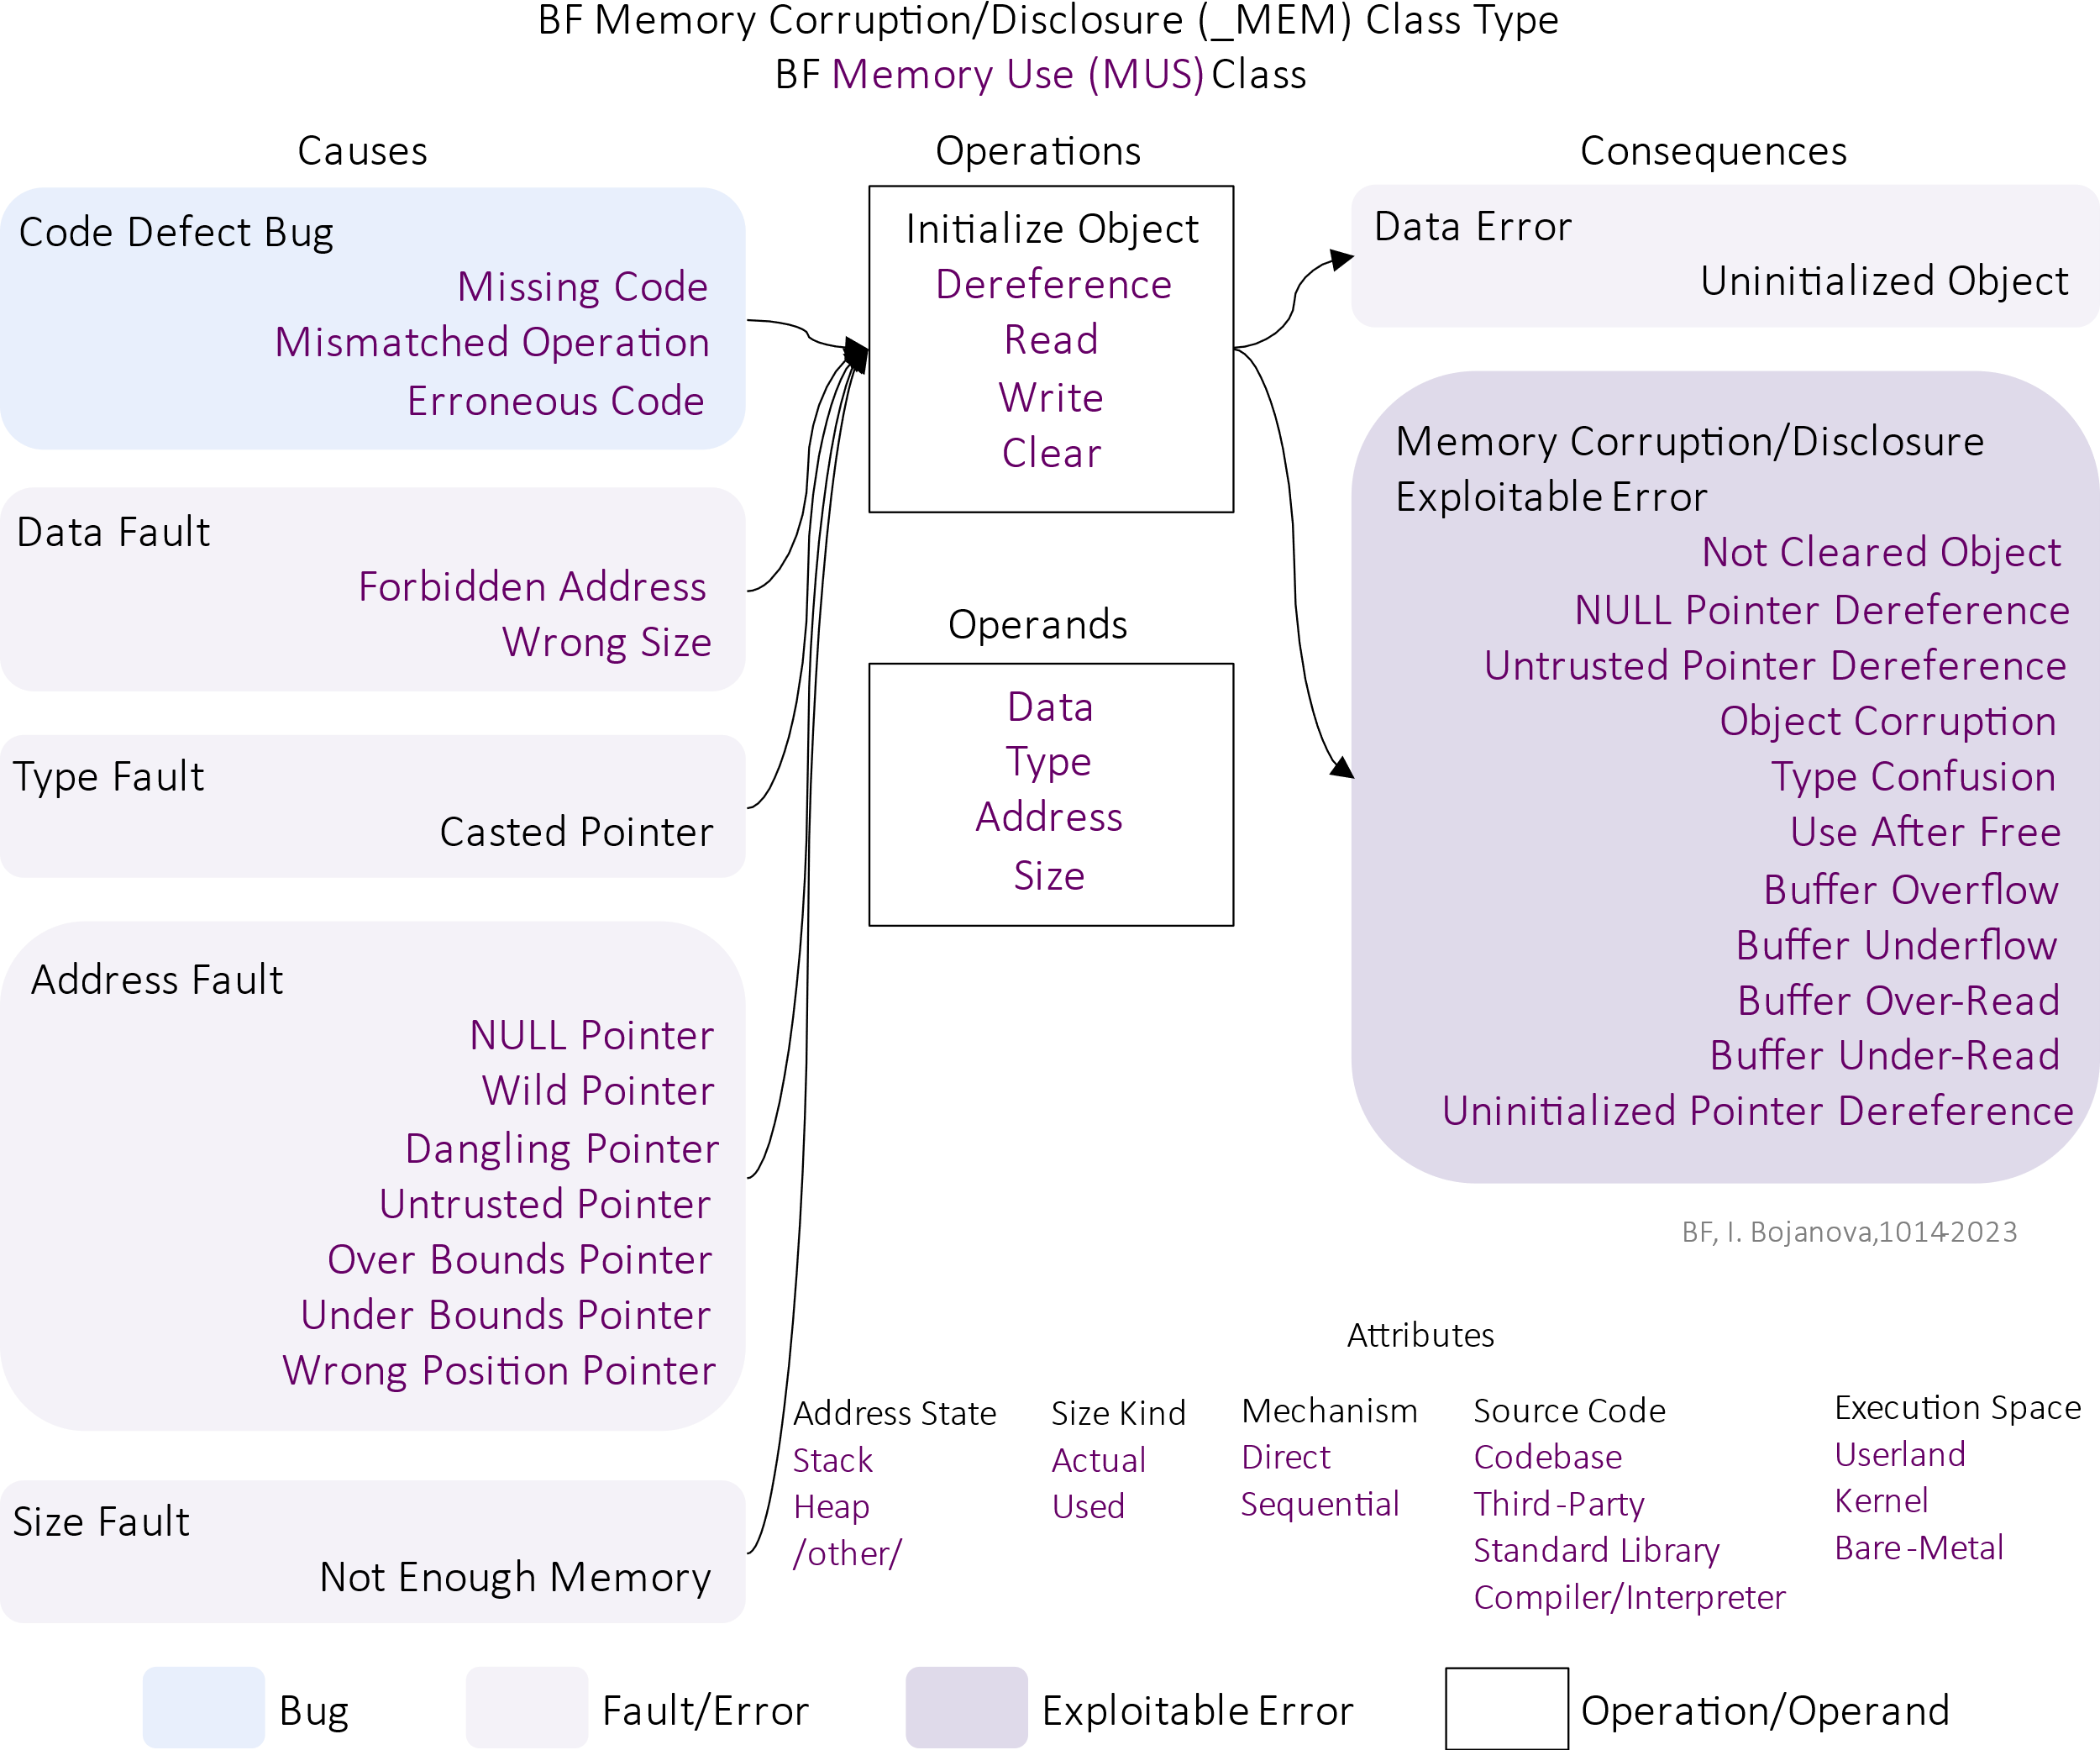 BF Memory Corruption/Disclosure (_MEM) Class Type
BF Memory Use (MUS) Class
Causes
Code Defect Bug
Missing Code
Mismatched Operation
Erroneous Code
Data Fault
Forbidden Address
Wrong Size
Type Fault
Casted Pointer
Address Fault
NULL Pointer
Wild Pointer
Dangling Pointer
Untrusted Pointer
Over Bounds Pointer
Under Bounds Pointer
Wrong Position Pointer
Size Fault
Not Enough Memory
Operations
Initialize Object
Dereference
Read
Write
Clear
Operands
Data
Type
Address
Size
Consequences
Data Error
Uninitialized Object
Memory Corruption/Disclosure
Exploitable Error
Not Cleared Object
NULL Pointer Dereference
Untrusted Pointer Dereference
Object Corruption
Type Confusion
Use After Free
Buffer Overflow
Buffer Underflow
Buffer Over-Read
Buffer Under-Read
Uninitialized Pointer Dereference
BF, I. Bojanova,1014-2023
Attributes
Address State
Stack
Heap
/other/
Size Kind
Actual
Used
Mechanism
Direct
Sequential
Source Code
Codebase
Third-Party
Standard Library
Compiler/Interpreter
Execution Space
Userland
Kernel
Bare-Metal
Bug
Fault/Error
Exploitable Error
Operation/Operand